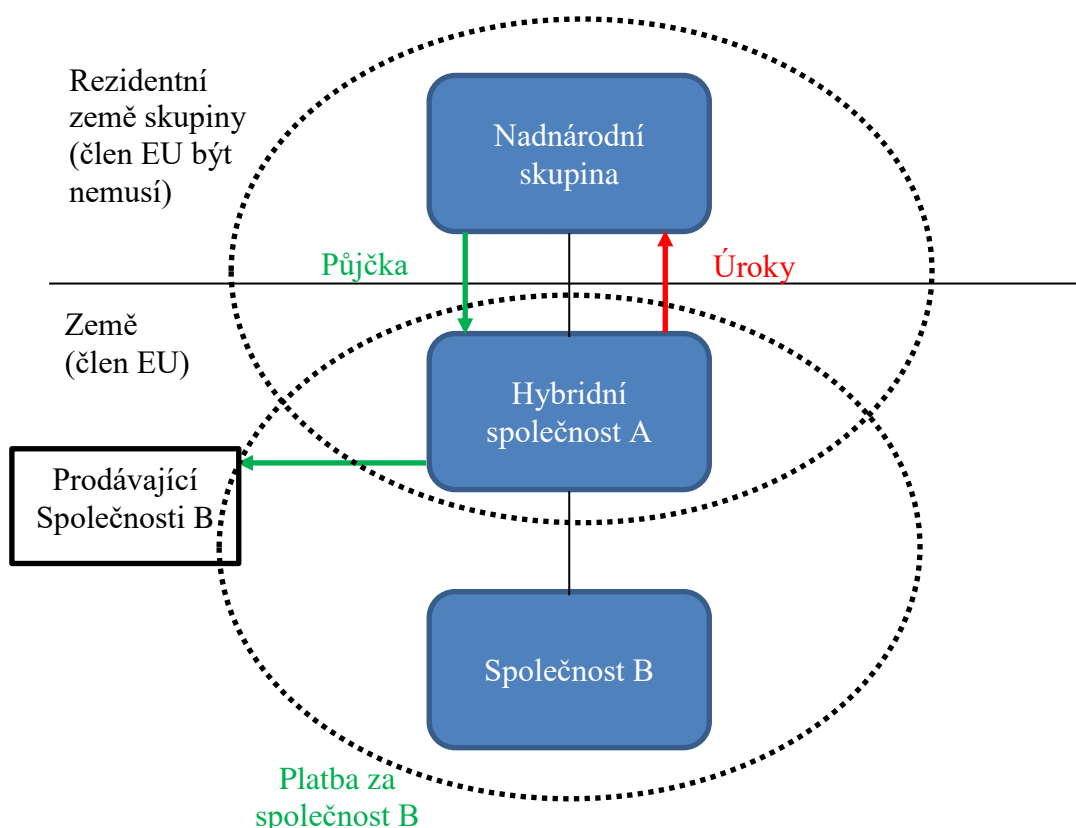 Rezidentní
země skupiny
(člen EU být
nemusí)
Nadnárodní
skupina
Půjčka
Úroky
Země
(člen EU)
Hybridní
společnost A
Prodávající
Společnosti B
Společnost B
Platba za
společnost B